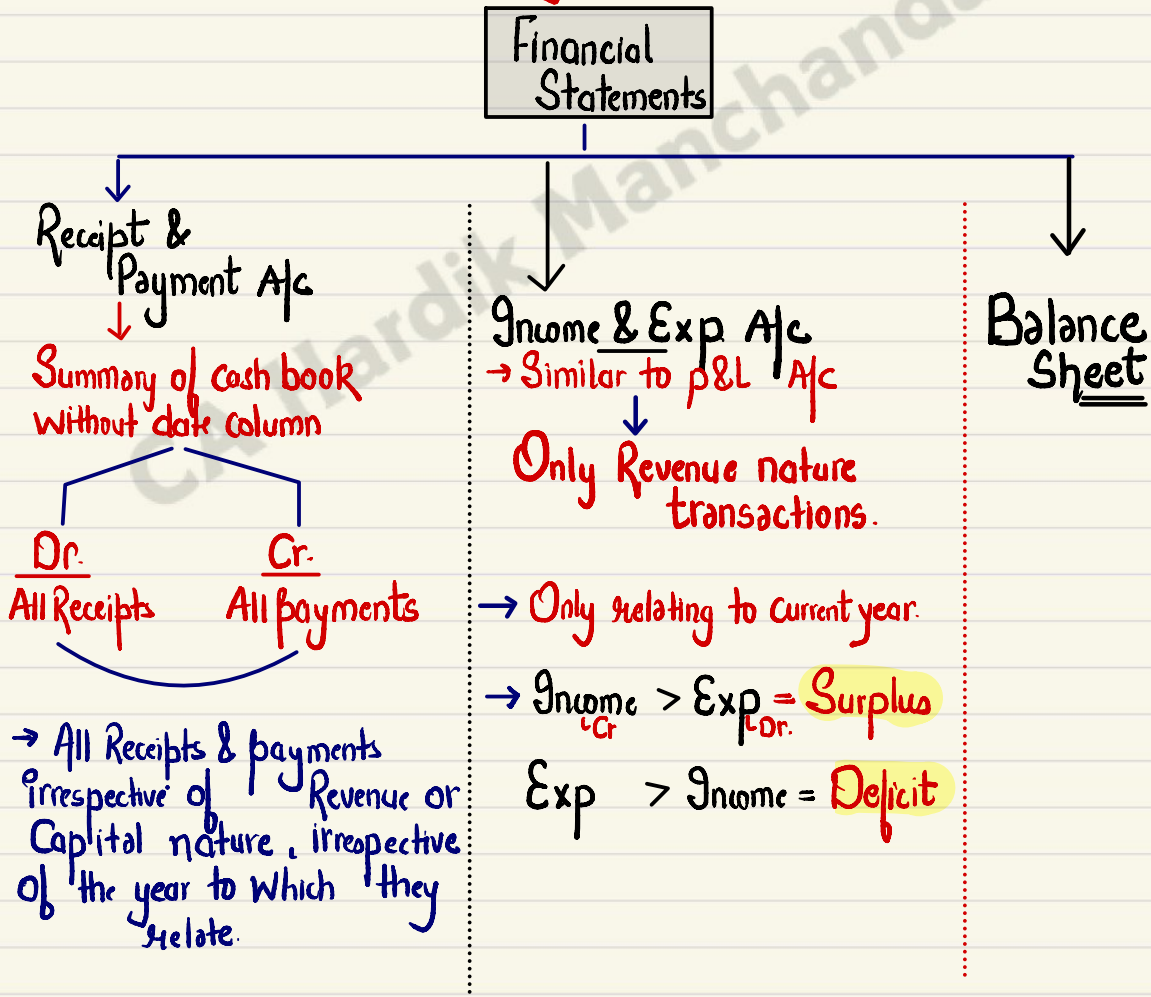 Financial
Statements
CA Hardik Manchanda
Receipt &
Payment A/c
Summary of cash book
without date column
Dr.
Cr.
All Receipts
All payments
→ All Receipts & payments
irrespective of Revenue or
Capital nature, irrespective
of the year to which they
relate.
Income & Exp A/c
→ Similar to P&L A/c
Only Revenue nature
transactions.
→ Only relating to current year.
→ Income > Exp = Surplus
Cr
Dr.
Exp > Income = Deficit
Balance
Sheet